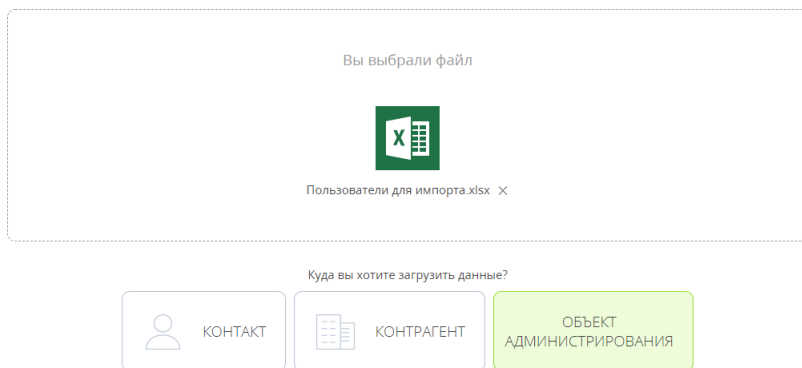 Вы выбрали файл
X
Пользователи для импорта.xlsx
Куда вы хотите загрузить данные?
КОНТАКТ
КОНТРАГЕНТ
ОБЪЕКТ
АДМИНИСТРИРОВАНИЯ